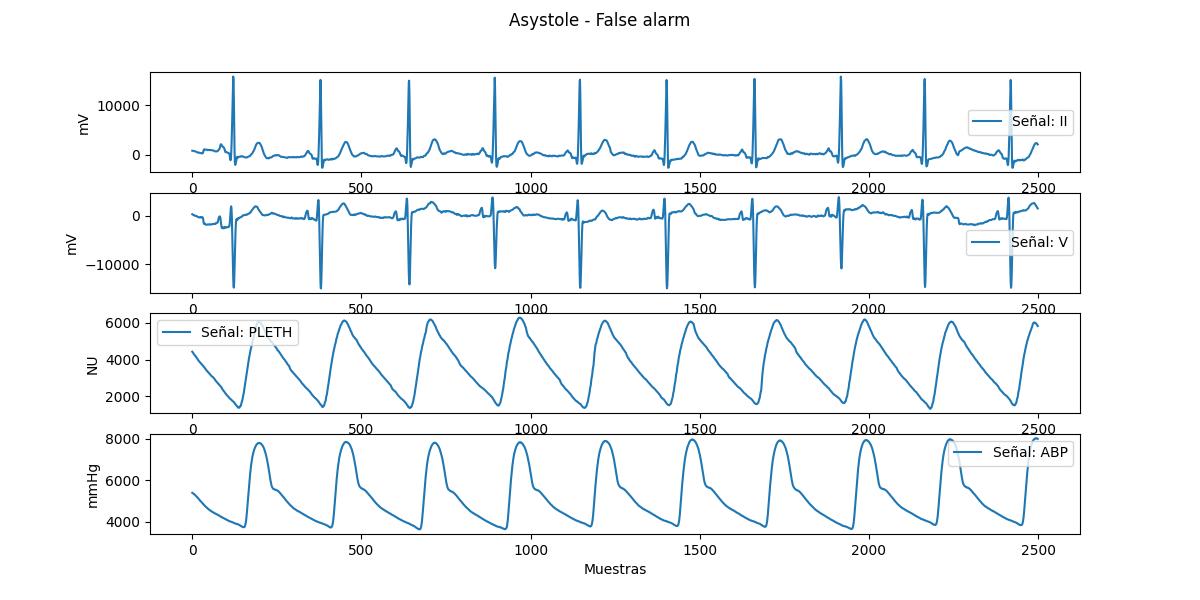 Asystole - False alarm
10000
0
mV
Señal: II
0 500 1000 1500 2000 2500
0
−10000
mV
Señal: V
0 500 1000 1500 2000 2500
6000
4000
2000
NU
Señal: PLETH
0 500 1000 1500 2000 2500
8000
6000
4000
mmHg
Señal: ABP
0 500 1000 1500 2000 2500
Muestras